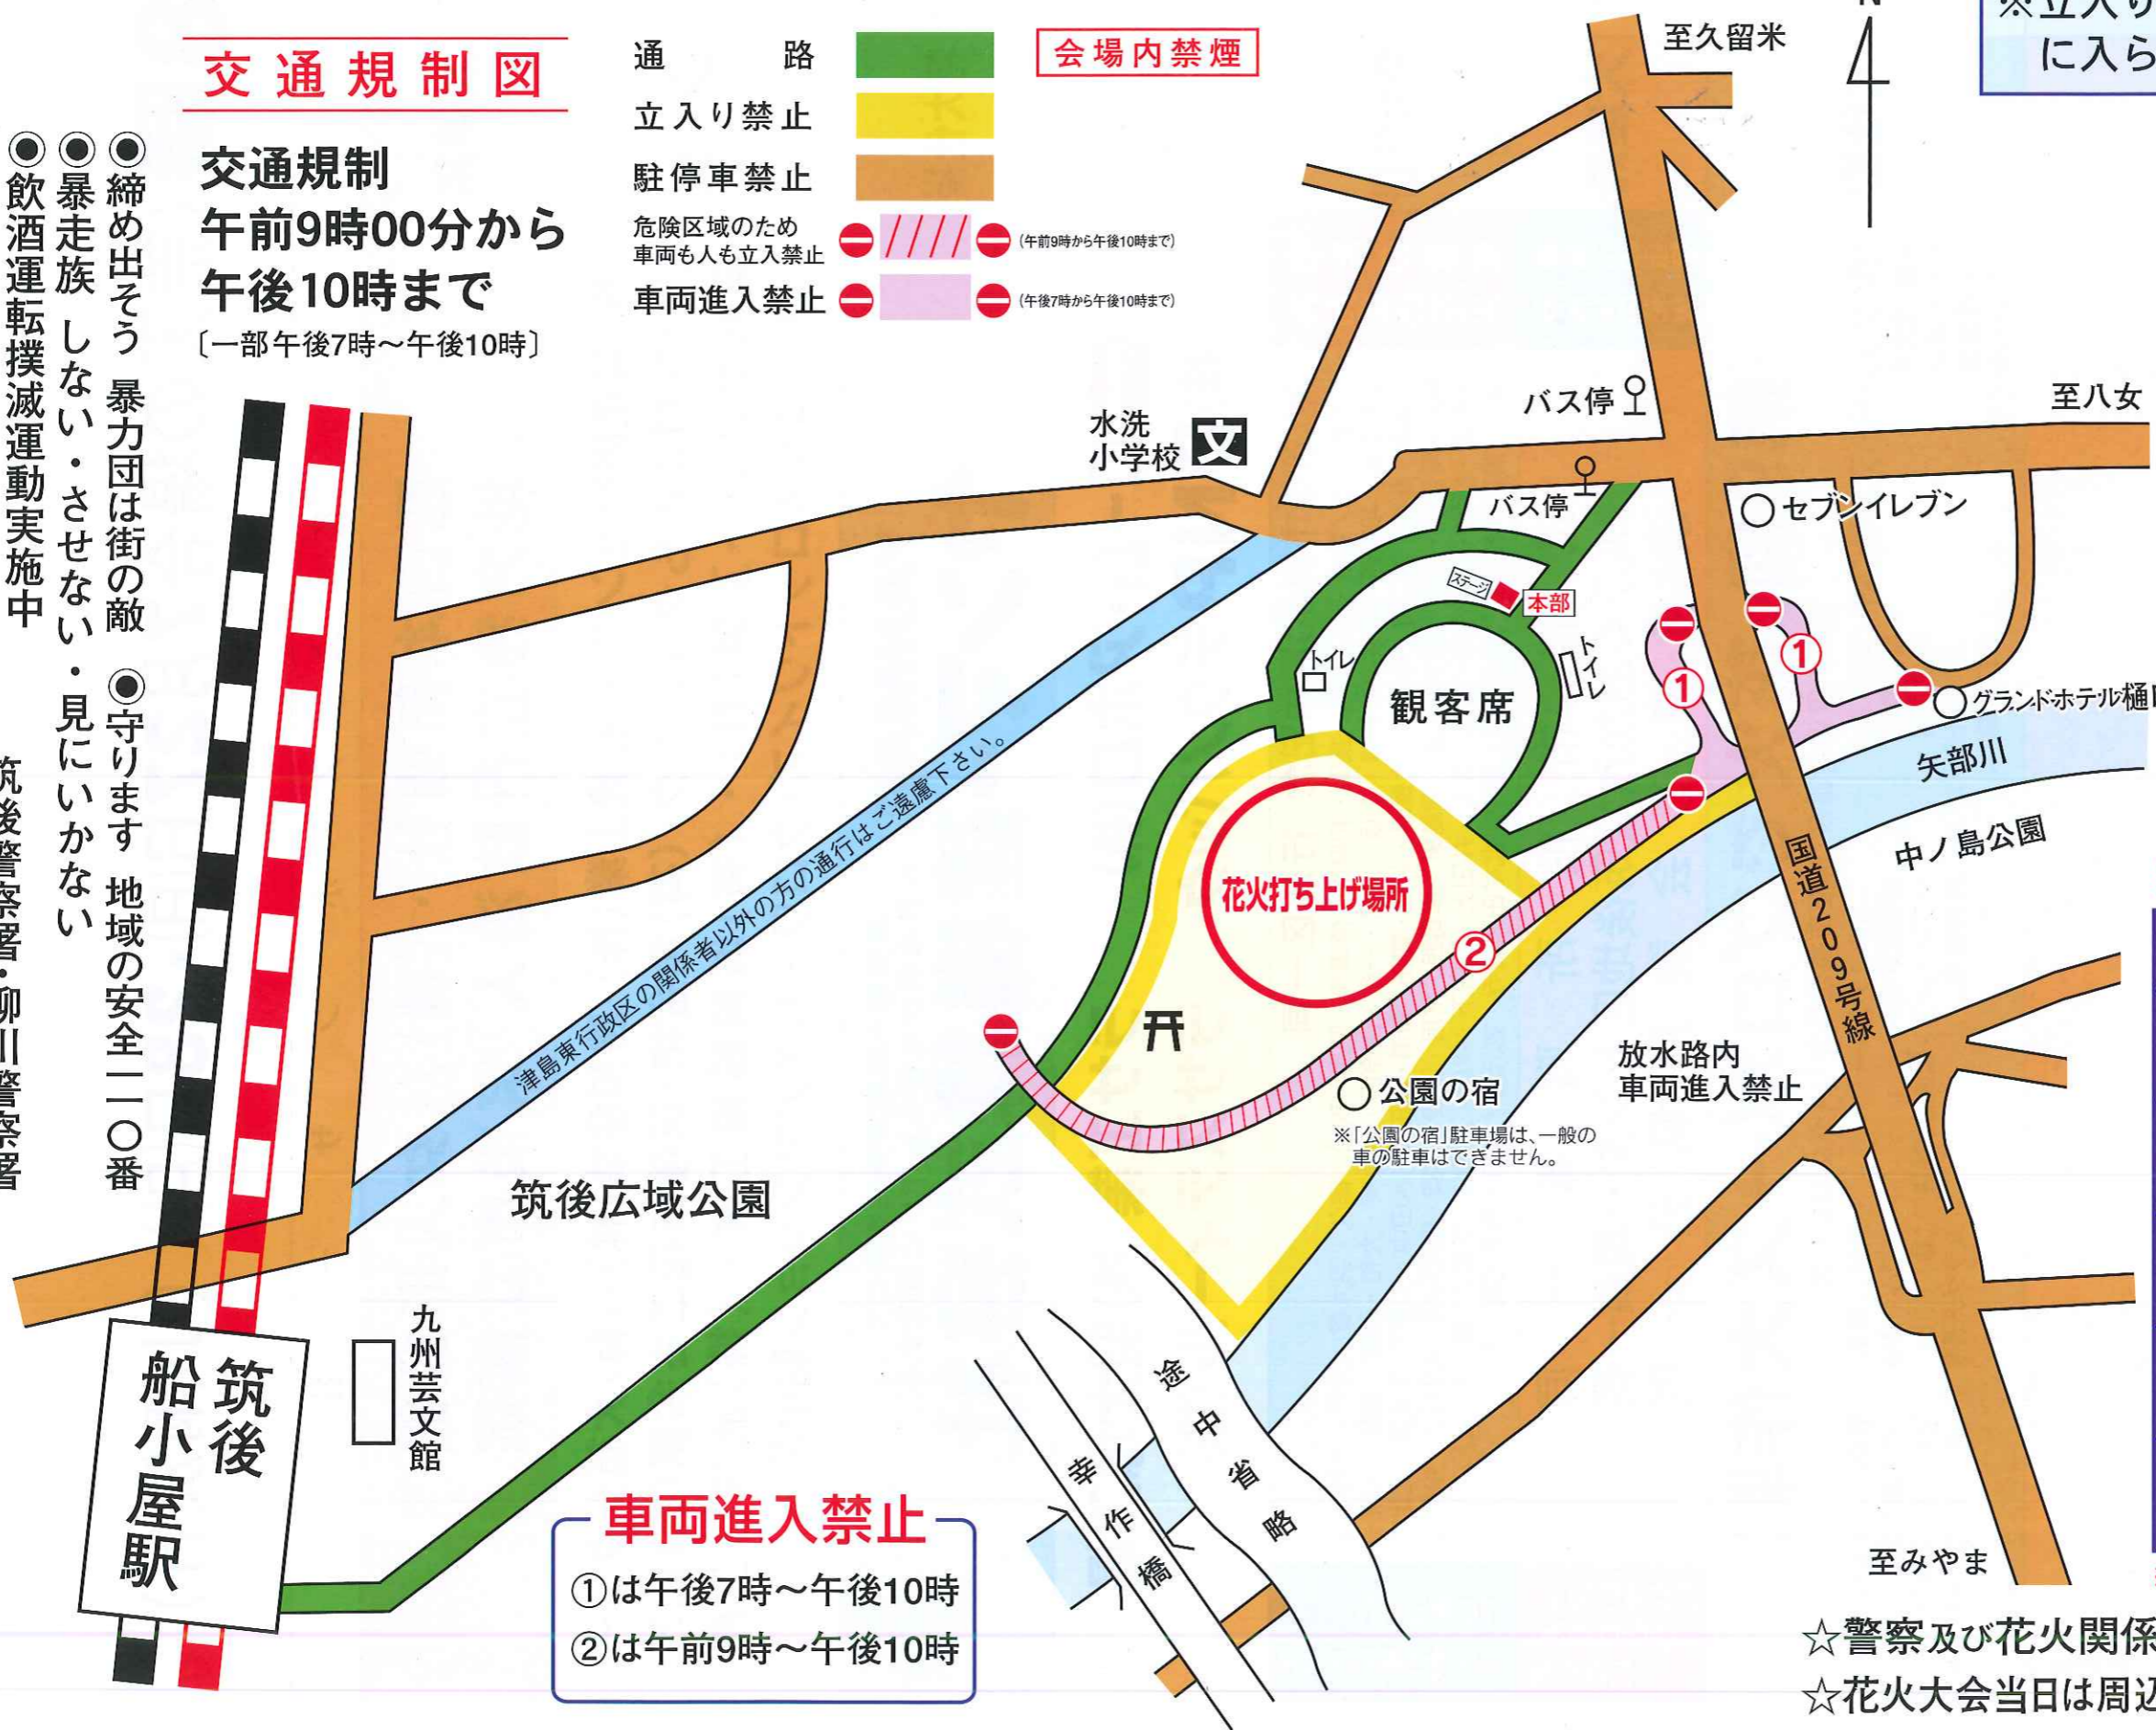 交通規制図
交通規制
午前9時00分から
午後10時まで
〔一部午後7時～午後10時〕
通路
立入り禁止
駐停車禁止
危険区域のため
車両も人も立入禁止
(午前9時から午後10時まで)
車両進入禁止
(午後7時から午後10時まで)
会場内禁煙
N
※立入り
に入ら
◉締め出そう 暴力団は街の敵 ◉守ります 地域の安全一一〇番
◉暴走族 しない・させない・見にいかない
◉飲酒運転撲滅運動実施中
筑後警察署・柳川警察署
至久留米
至八女
バス停
バス停
水洗
小学校
文
セブンイレブン
ステージ
本部
トイレ
トイレ
観客席
①
①
グランドホテル樋
矢部川
中ノ島公園
国道209号線
花火打ち上げ場所
②
津島東行政区の関係者以外の方の通行はご遠慮下さい。
公園の宿
※「公園の宿」駐車場は、一般の
車の駐車はできません。
放水路内
車両進入禁止
筑後広域公園
九州芸文館
筑後
船小屋駅
途中省略
幸作橋
至みやま
車両進入禁止
①は午後7時～午後10時
②は午前9時～午後10時
☆警察及び花火関係
☆花火大会当日は周辺